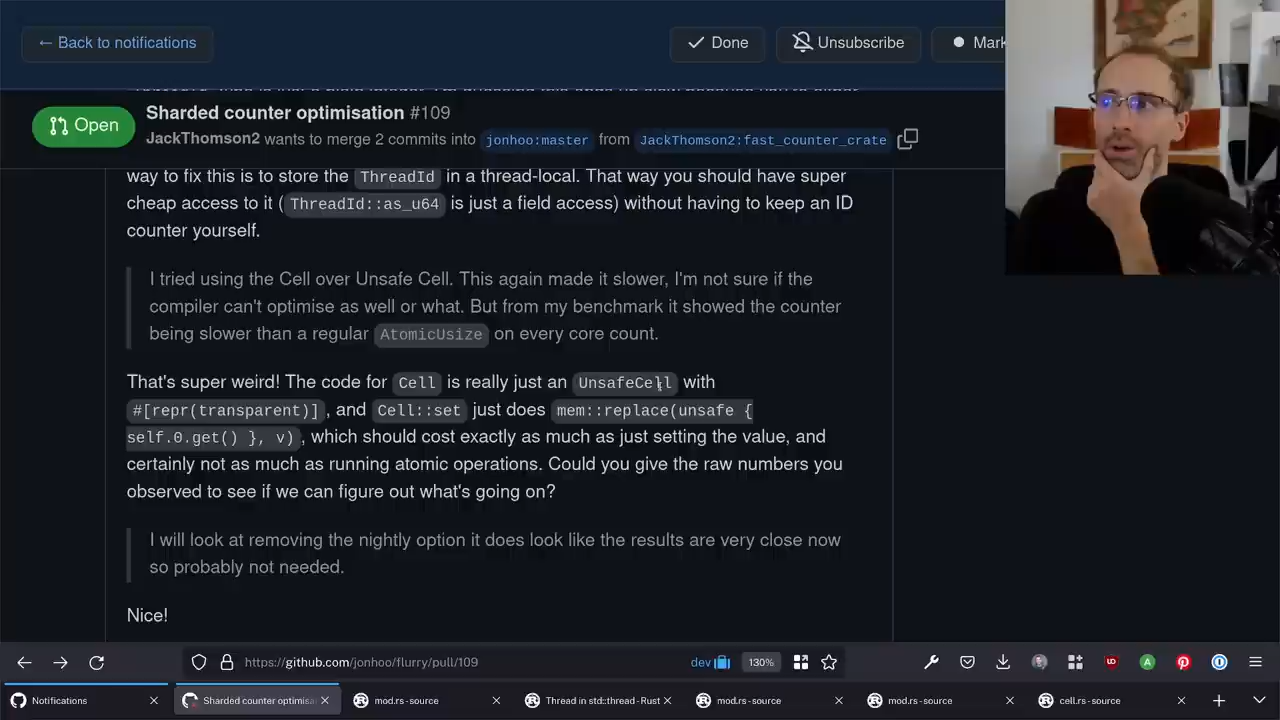 ← Back to notifications
Done
Unsubscribe
Mark
Open
Sharded counter optimisation #109
JackThomson2 wants to merge 2 commits into jonhoo:master from JackThomson2:fast_counter_crate
way to fix this is to store the ThreadId in a thread-local. That way you should have super
cheap access to it ( ThreadId::as_u64 is just a field access) without having to keep an ID
counter yourself.
I tried using the Cell over Unsafe Cell. This again made it slower, I'm not sure if the
compiler can't optimise as well or what. But from my benchmark it showed the counter
being slower than a regular AtomicUsize on every core count.
That's super weird! The code for Cell is really just an UnsafeCell with
#[repr(transparent)] , and Cell::set just does mem::replace(unsafe {
self.0.get() }, v) , which should cost exactly as much as just setting the value, and
certainly not as much as running atomic operations. Could you give the raw numbers you
observed to see if we can figure out what's going on?
I will look at removing the nightly option it does look like the results are very close now
so probably not needed.
Nice!
https://github.com/jonhoo/flurry/pull/109
dev
130%
Notifications
Sharded counter optimisa
mod.rs - source
Thread in std::thread - Rust
mod.rs - source
mod.rs - source
cell.rs - source